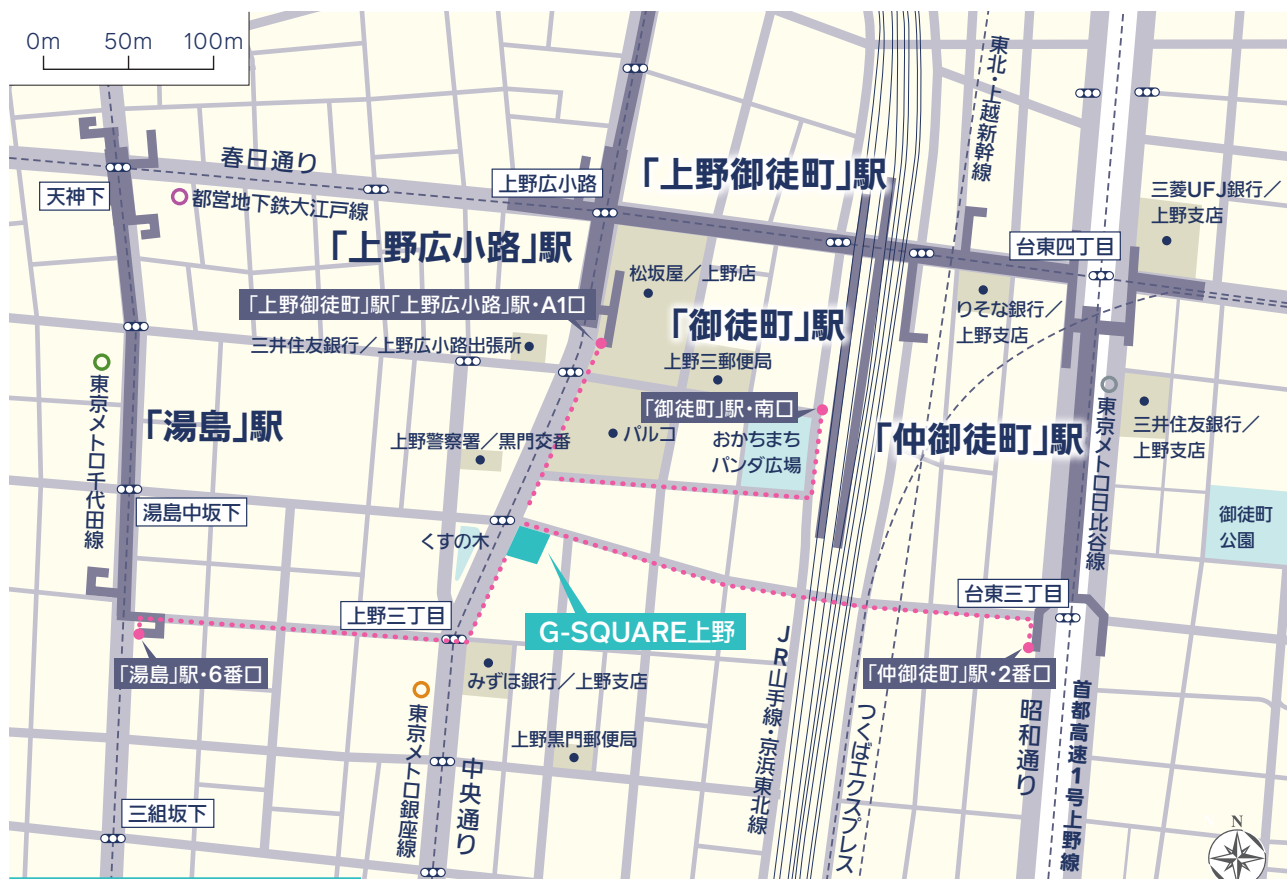 0m 50m 100m
春日通り
天神下
都営地下鉄大江戸線
上野広小路
「上野御徒町」駅
東北・上越新幹線
三菱UFJ銀行／
上野支店
台東四丁目
「上野広小路」駅
松坂屋／上野店
「上野御徒町」駅「上野広小路」駅・A1口
「御徒町」駅
りそな銀行／
上野支店
三井住友銀行／上野広小路出張所
上野三郵便局
東京メトロ千代田線
「湯島」駅
「御徒町」駅・南口
パルコ
おかちまち
パンダ広場
「仲御徒町」駅
東京メトロ日比谷線
三井住友銀行／
上野支店
上野警察署／黒門交番
湯島中坂下
くすの木
御徒町
公園
上野三丁目
G-SQUARE上野
台東三丁目
「湯島」駅・6番口
みずほ銀行／上野支店
JR山手線・京浜東北線
「仲御徒町」駅・2番口
東京メトロ銀座線
中央通り
上野黒門郵便局
つくばエクスプレス
昭和通り
首都高速1号上野線
三組坂下
N